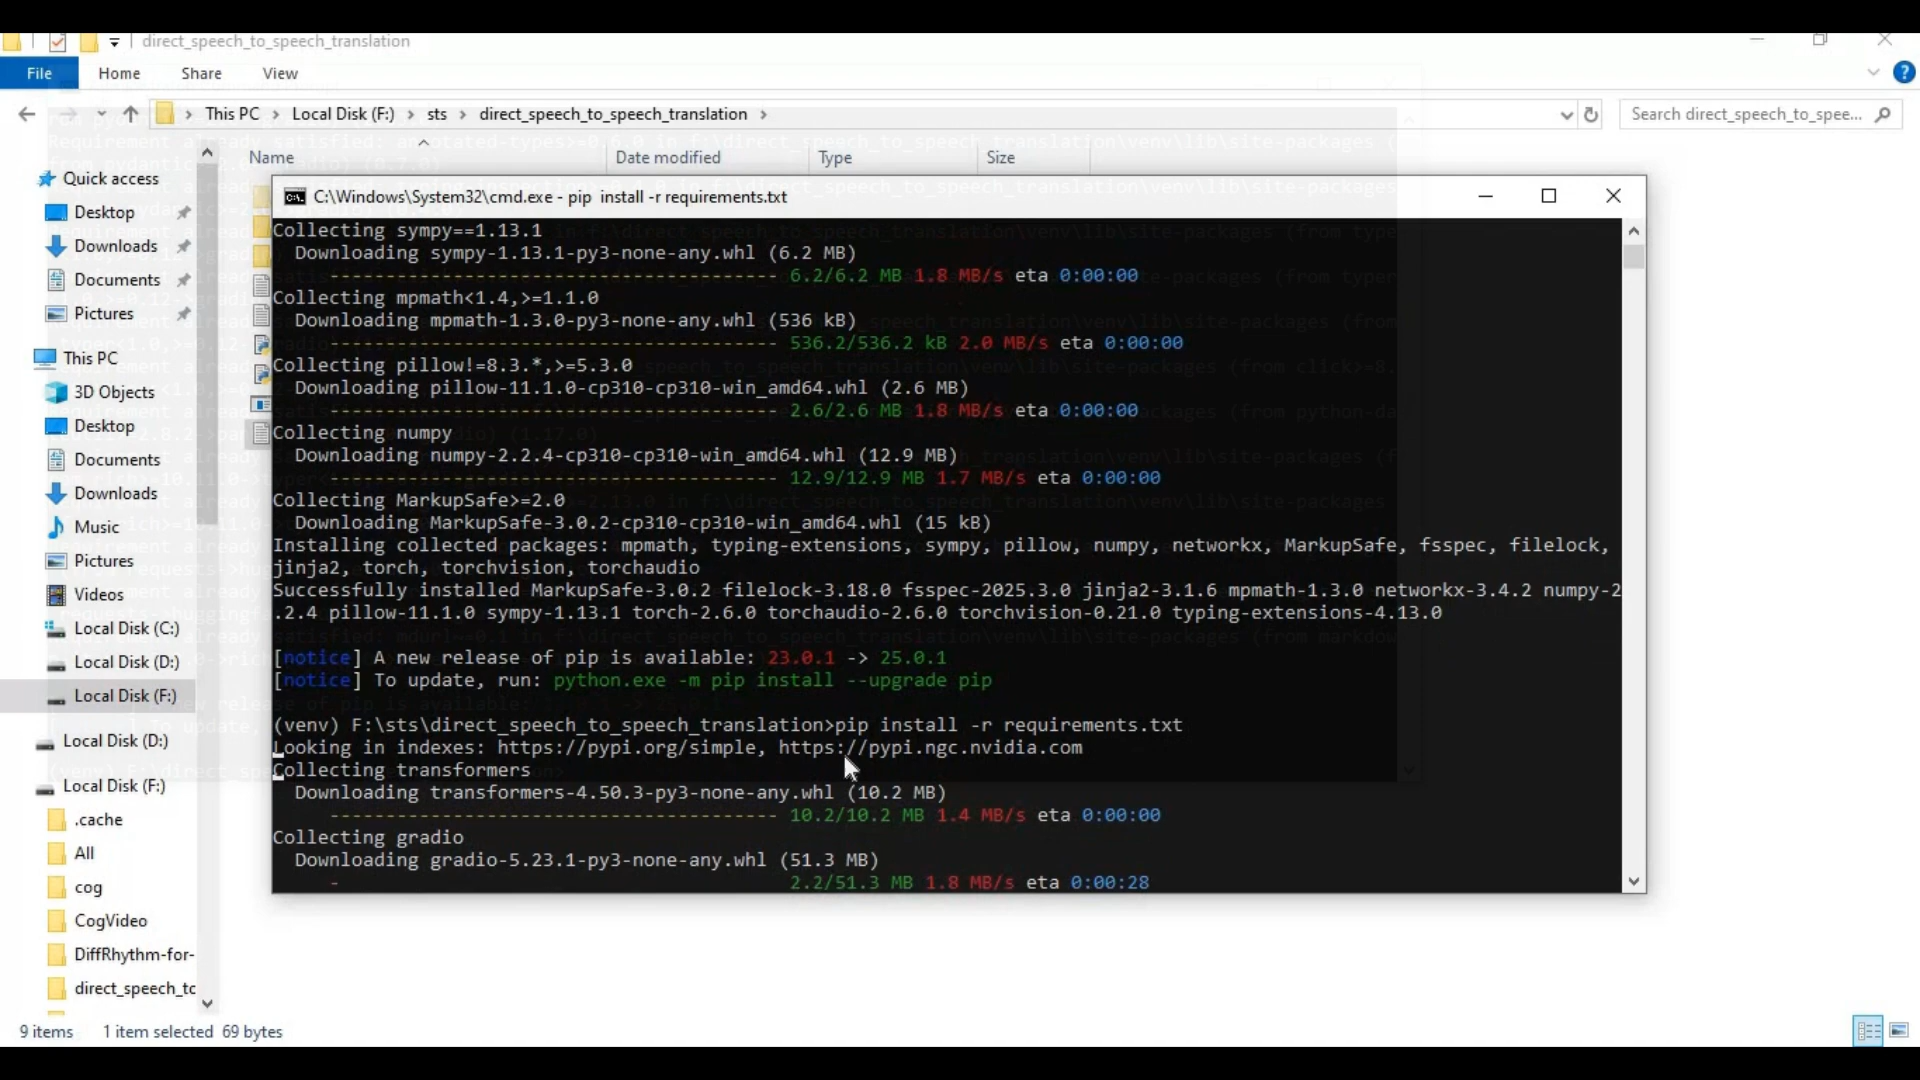 direct_speech_to_speech_translation
File Home Share View
This PC Local Disk (F:) sts direct_speech_to_speech_translation
Search direct_speech_to_spee...
Name Date modified Type Size
Quick access
Desktop
Downloads
Documents
Pictures
This PC
3D Objects
Desktop
Documents
Downloads
Music
Pictures
Videos
Local Disk (C:)
Local Disk (D:)
Local Disk (F:)
Local Disk (D:)
Local Disk (F:)
.cache
All
cog
CogVideo
DiffRhythm-for-
direct_speech_tc
C:\Windows\System32\cmd.exe - pip install -r requirements.txt
Collecting sympy==1.13.1
Downloading sympy-1.13.1-py3-none-any.whl (6.2 MB)
---------------------------------------- 6.2/6.2 MB 1.8 MB/s eta 0:00:00
Collecting mpmath<1.4,>=1.1.0
Downloading mpmath-1.3.0-py3-none-any.whl (536 kB)
---------------------------------------- 536.2/536.2 kB 2.0 MB/s eta 0:00:00
Collecting pillow!=8.3.*,>=5.3.0
Downloading pillow-11.1.0-cp310-cp310-win_amd64.whl (2.6 MB)
---------------------------------------- 2.6/2.6 MB 1.8 MB/s eta 0:00:00
Collecting numpy
Downloading numpy-2.2.4-cp310-cp310-win_amd64.whl (12.9 MB)
---------------------------------------- 12.9/12.9 MB 1.7 MB/s eta 0:00:00
Collecting MarkupSafe>=2.0
Downloading MarkupSafe-3.0.2-cp310-cp310-win_amd64.whl (15 kB)
Installing collected packages: mpmath, typing-extensions, sympy, pillow, numpy, networkx, MarkupSafe, fsspec, filelock,
jinja2, torch, torchvision, torchaudio
Successfully installed MarkupSafe-3.0.2 filelock-3.18.0 fsspec-2025.3.0 jinja2-3.1.6 mpmath-1.3.0 networkx-3.4.2 numpy-2
.2.4 pillow-11.1.0 sympy-1.13.1 torch-2.6.0 torchaudio-2.6.0 torchvision-0.21.0 typing-extensions-4.13.0
[notice] A new release of pip is available: 23.0.1 -> 25.0.1
[notice] To update, run: python.exe -m pip install --upgrade pip
(venv) F:\sts\direct_speech_to_speech_translation>pip install -r requirements.txt
Looking in indexes: https://pypi.org/simple, https://pypi.ngc.nvidia.com
Collecting transformers
Downloading transformers-4.50.3-py3-none-any.whl (10.2 MB)
---------------------------------------- 10.2/10.2 MB 1.4 MB/s eta 0:00:00
Collecting gradio
Downloading gradio-5.23.1-py3-none-any.whl (51.3 MB)
- 2.2/51.3 MB 1.8 MB/s eta 0:00:28
9 items 1 item selected 69 bytes